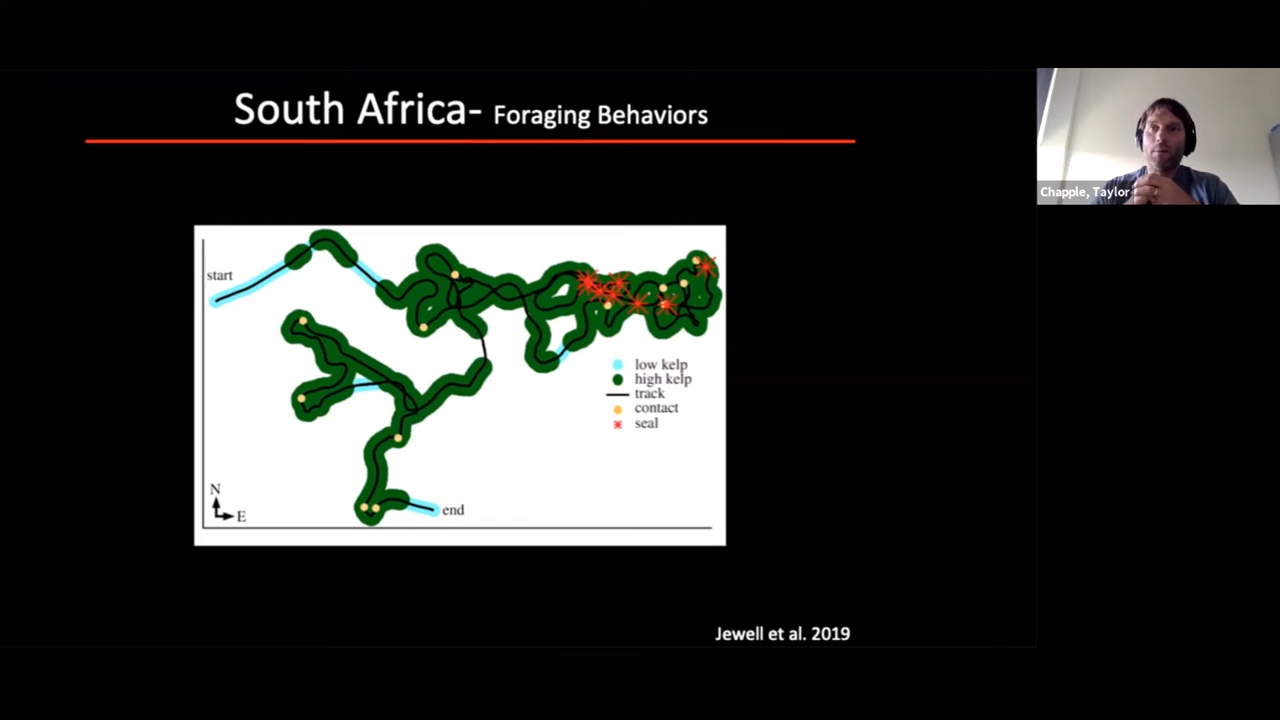 South Africa- Foraging Behaviors
Chapple, Taylor
start
low kelp
high kelp
track
contact
seal
N
E
end
Jewell et al. 2019